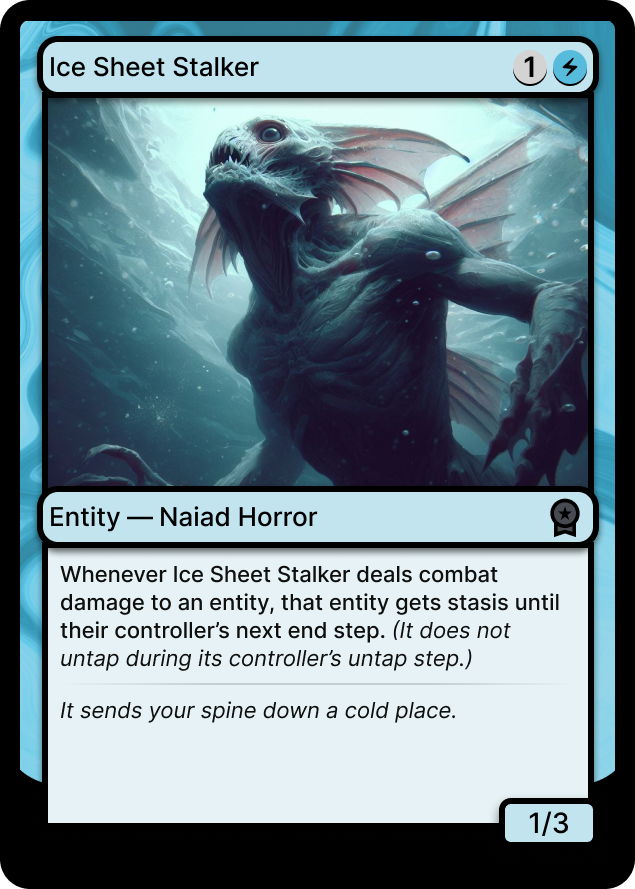 Ice Sheet Stalker
1
Entity — Naiad Horror
Whenever Ice Sheet Stalker deals combat
damage to an entity, that entity gets stasis until
their controller’s next end step. (It does not
untap during its controller’s untap step.)
It sends your spine down a cold place.
1/3